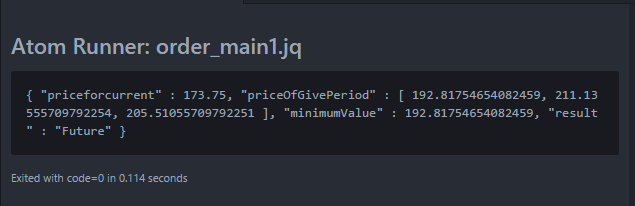 Atom Runner: order_main1.jq
{ "priceforcurrent" : 173.75, "priceOfGivePeriod" : [ 192.81754654082459, 211.13
555709792254, 205.51055709792251 ], "minimumValue" : 192.81754654082459, "result
" : "Future" }
Exited with code=0 in 0.114 seconds